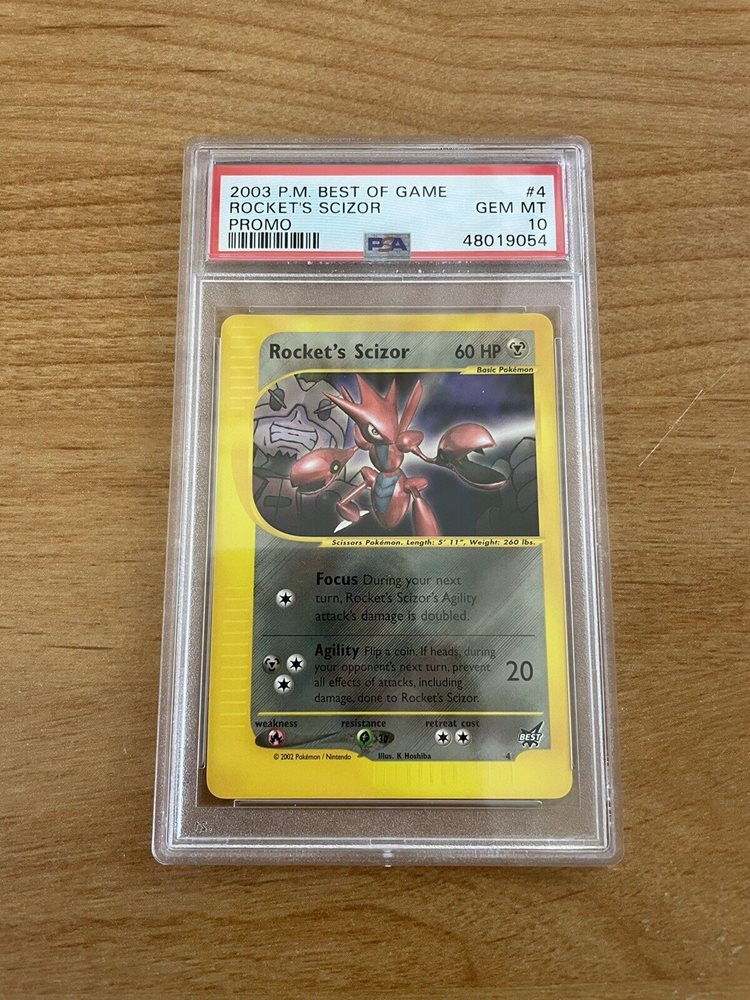 2003 P.M. BEST OF GAME #4
ROCKET'S SCIZOR GEM MT
PROMO 10
PSA 48019054
Rocket's Scizor 60 HP
Basic Pokémon
Scissors Pokémon. Length: 5' 11", Weight: 260 lbs.
Focus During your next
turn, Rocket's Scizor's Agility
attack's damage is doubled.
Agility Flip a coin. If heads, during
your opponent's next turn, prevent
all effects of attacks, including
damage, done to Rocket's Scizor.
20
weakness resistance retreat cost
-30
BEST
© 2002 Pokémon / Nintendo Illus. K Hoshiba 4